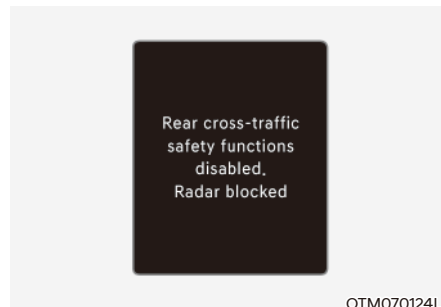 Rear cross-traffic
safety functions
disabled.
Radar blocked
OTM070124L